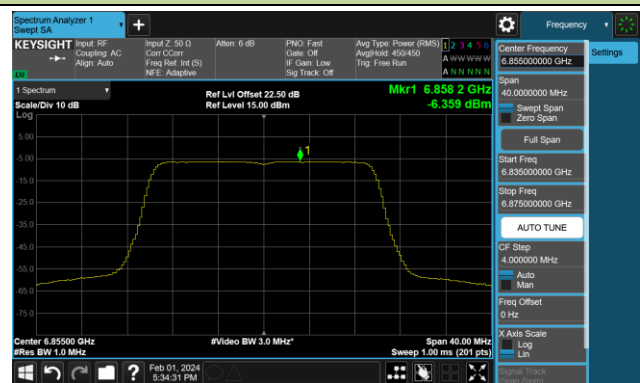 Spectrum Analyzer 1
Swept SA
Frequency
KEYSIGHT
Input: RF
Coupling: AC
Align: Auto
Input Z: 50 Ω
Corr CCorr
Freq Ref: Int (S)
NFE: Adaptive
Atten: 6 dB
PNO: Fast
Gate: Off
IF Gain: Low
Sig Track: Off
Avg Type: Power (RMS)
Avg|Hold: 450/450
Trig: Free Run
1 2 3 4 5 6
A W W W W W
A N N N N N
LXI
1 Spectrum
Scale/Div 10 dB
Ref Lvl Offset 22.50 dB
Ref Level 15.00 dBm
Mkr1 6.858 2 GHz
-6.359 dBm
Log
5.00
-5.00
-15.0
-25.0
-35.0
-45.0
-55.0
-65.0
-75.0
1
Center 6.85500 GHz
#Res BW 1.0 MHz
#Video BW 3.0 MHz*
Span 40.00 MHz
Sweep 1.00 ms (201 pts)
Center Frequency
6.855000000 GHz
Settings
Span
40.0000000 MHz
Swept Span
Zero Span
Full Span
Start Freq
6.835000000 GHz
Stop Freq
6.875000000 GHz
AUTO TUNE
CF Step
4.000000 MHz
Auto
Man
Freq Offset
0 Hz
X Axis Scale
Log
Lin
Signal Track
Feb 01, 2024
5:34:31 PM